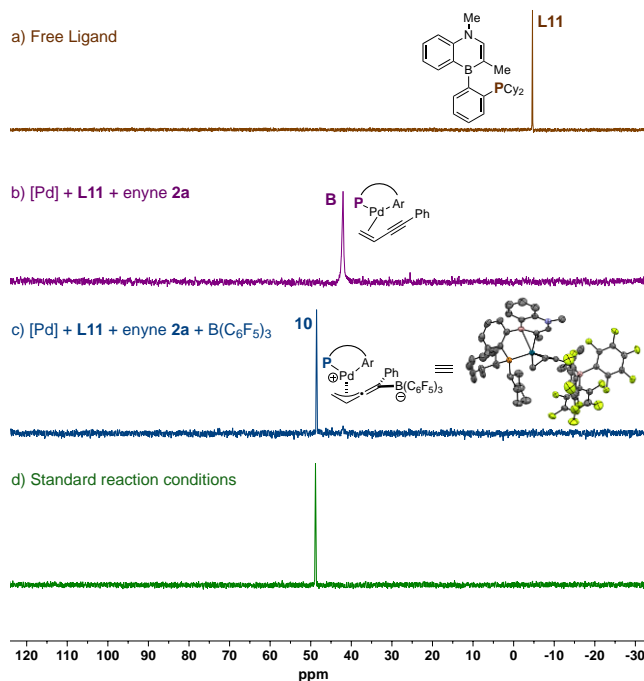 a) Free Ligand
L11
Me
N
Me
B
PCy₂
b) [Pd] + L11 + enyne 2a
B
P
Ar
Pd
Ph
c) [Pd] + L11 + enyne 2a + B(C₆F₅)₃
10
P
Ar
⊕
Pd
Ph
B(C₆F₅)₃
⊖
d) Standard reaction conditions
120 110 100 90 80 70 60 50 40 30 20 10 0 -10 -20 -30
ppm